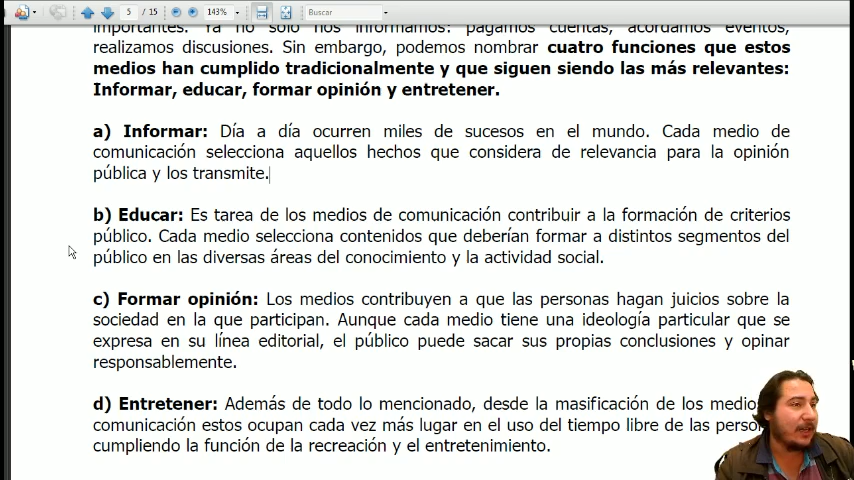 5 / 15 143% Buscar
importantes. Ya no solo nos informamos: pagamos cuentas, acordamos eventos,
realizamos discusiones. Sin embargo, podemos nombrar cuatro funciones que estos
medios han cumplido tradicionalmente y que siguen siendo las más relevantes:
Informar, educar, formar opinión y entretener.
a) Informar: Día a día ocurren miles de sucesos en el mundo. Cada medio de
comunicación selecciona aquellos hechos que considera de relevancia para la opinión
pública y los transmite.
b) Educar: Es tarea de los medios de comunicación contribuir a la formación de criterios
público. Cada medio selecciona contenidos que deberían formar a distintos segmentos del
público en las diversas áreas del conocimiento y la actividad social.
c) Formar opinión: Los medios contribuyen a que las personas hagan juicios sobre la
sociedad en la que participan. Aunque cada medio tiene una ideología particular que se
expresa en su línea editorial, el público puede sacar sus propias conclusiones y opinar
responsablemente.
d) Entretener: Además de todo lo mencionado, desde la masificación de los medio
comunicación estos ocupan cada vez más lugar en el uso del tiempo libre de las perso
cumpliendo la función de la recreación y el entretenimiento.